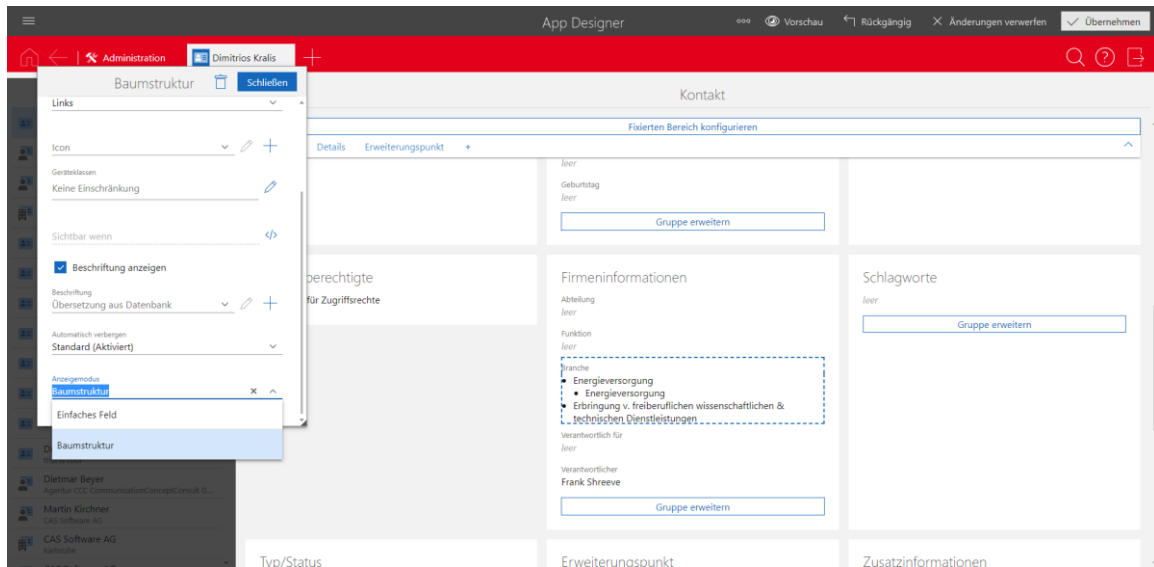 App Designer
Vorschau
Rückgängig
Änderungen verwerfen
Übernehmen
Administration
Dimitrios Kralis
Baumstruktur
Schließen
Links
Icon
Geräteklassen
Keine Einschränkung
Sichtbar wenn
</>
Beschriftung anzeigen
Beschriftung
Übersetzung aus Datenbank
Automatisch verbergen
Standard (Aktiviert)
Anzeigemodus
Baumstruktur
Einfaches Feld
Baumstruktur
Dietmar Beyer
Agentur CCC CommunicationConceptConsult G...
Martin Kirchner
CAS Software AG
CAS Software AG
Karlsruhe
Kontakt
Fixierten Bereich konfigurieren
Details Erweiterungspunkt +
leer
Geburtstag
leer
Gruppe erweitern
berechtigte
für Zugriffsrechte
Firmeninformationen
Abteilung
leer
Funktion
leer
Branche
• Energieversorgung
• Energieversorgung
• Erbringung v. freiberuflichen wissenschaftlichen &
technischen Dienstleistungen
Verantwortlich für
leer
Verantwortlicher
Frank Shreeve
Gruppe erweitern
Schlagworte
leer
Gruppe erweitern
Typ/Status
Erweiterungspunkt
Zusatzinformationen